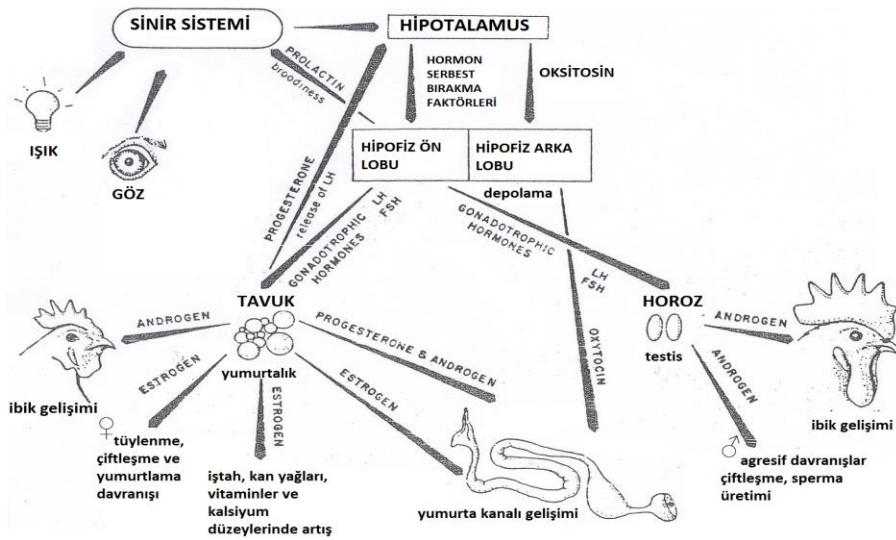 SİNİR SİSTEMİ
HİPOTALAMUS
PROLACTIN
broodiness
HORMON
SERBEST
BIRAKMA
FAKTÖRLERİ
OKSİTOSİN
IŞIK
GÖZ
HİPOFİZ ÖN
LOBU
HİPOFİZ ARKA
LOBU
depolama
PROGESTERONE
release of LH
GONADOTROPHIC
HORMONES
LH
FSH
GONADOTROPHIC
HORMONES
LH
FSH
TAVUK
yumurtalık
HOROZ
testis
ANDROGEN
ibik gelişimi
ESTROGEN
tüylenme,
çiftleşme ve
yumurtlama
davranışı
ESTROGEN
iştah, kan yağları,
vitaminler ve
kalsiyum
düzeylerinde artış
ESTROGEN
PROGESTERONE & ANDROGEN
OXYTOCIN
yumurta kanalı gelişimi
ANDROGEN
ibik gelişimi
ANDROGEN
agresif davranışlar
çiftleşme, sperma
üretimi